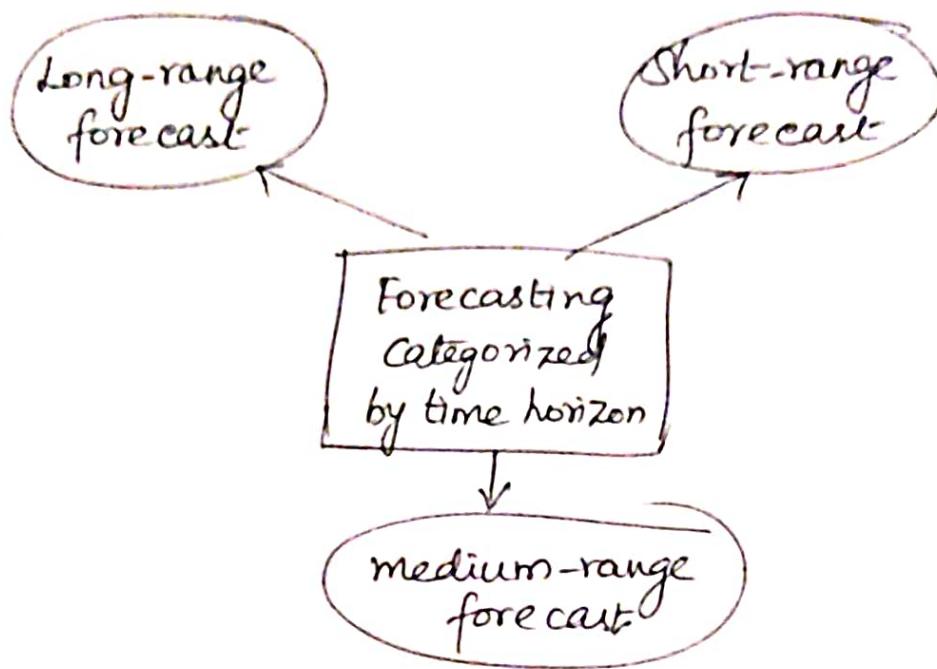 Long-range
forecast
Short-range
forecast
Forecasting
Categorized
by time horizon
medium-range
forecast